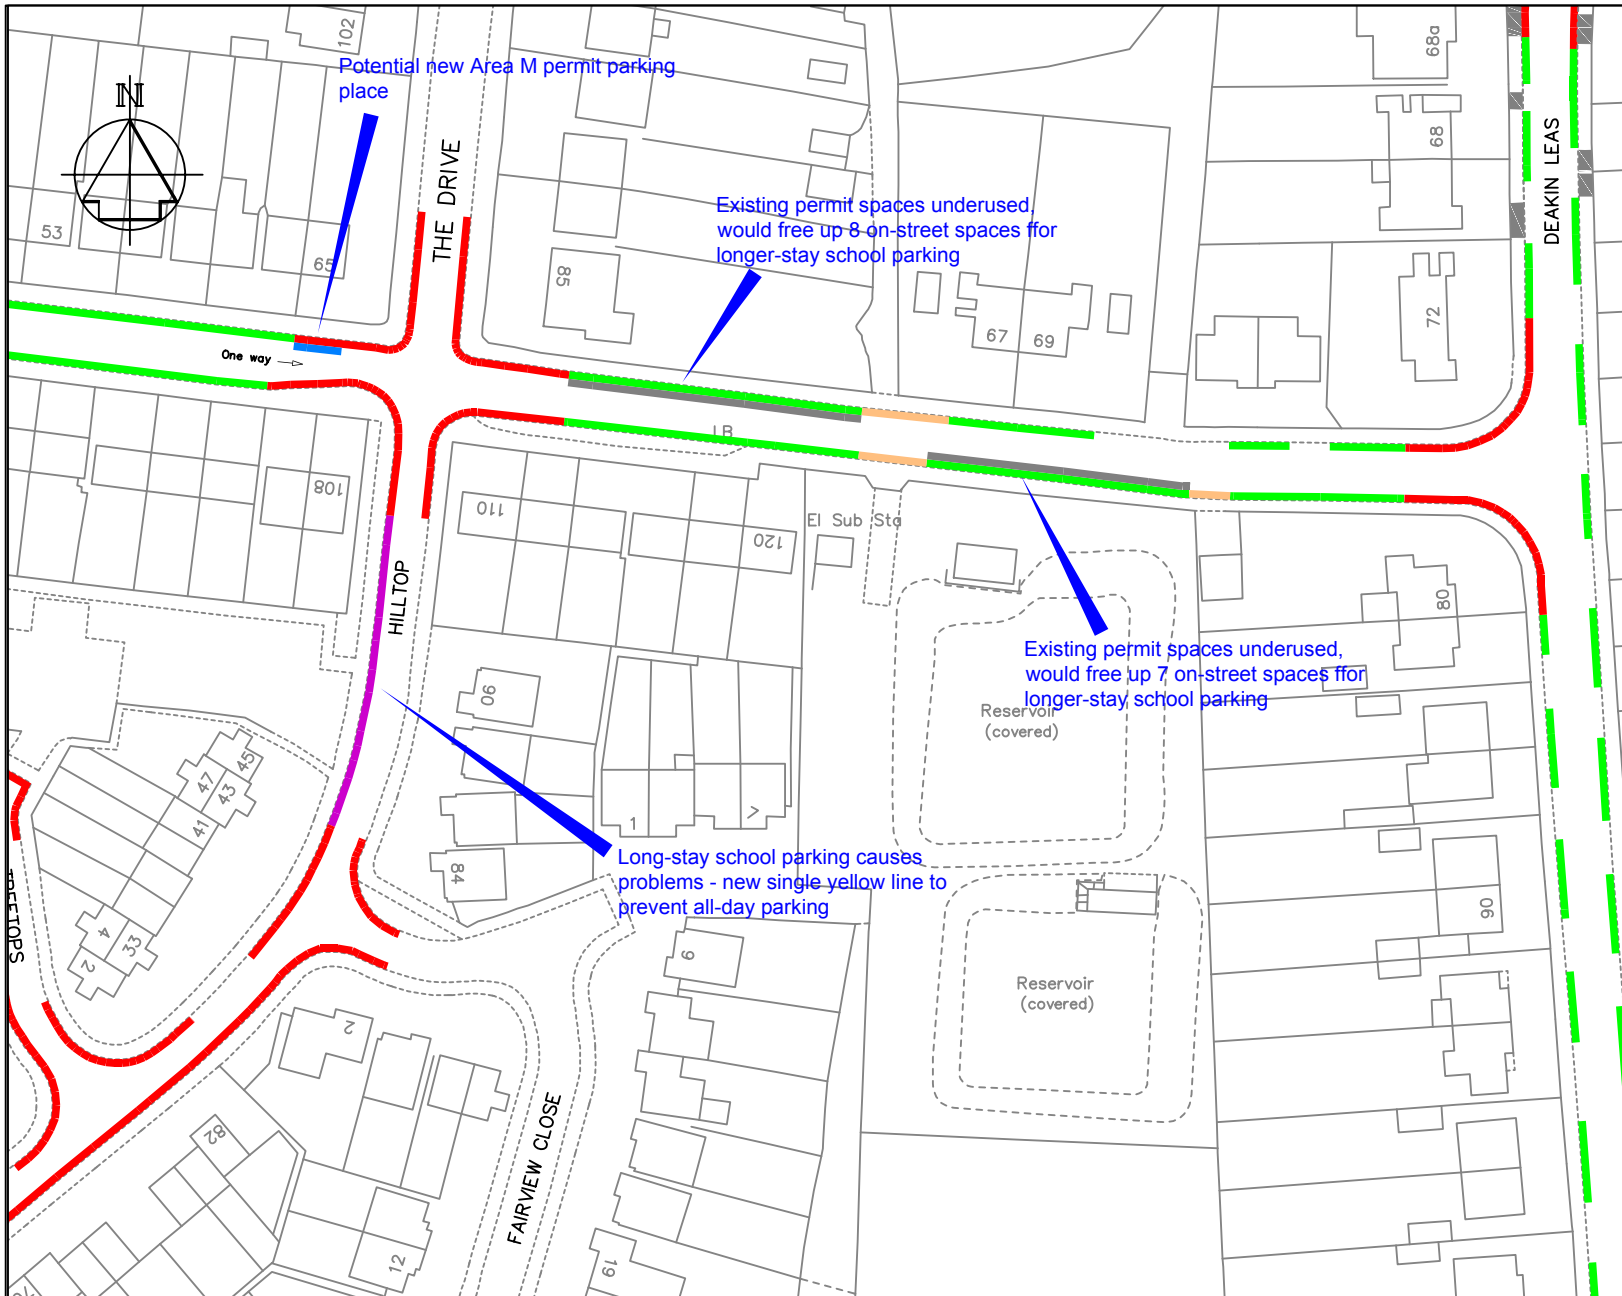 102
Potential new Area M permit parking
place
N
THE DRIVE
68a
68
DEAKIN LEAS
Existing permit spaces underused,
would free up 8 on-street spaces ffor
longer-stay school parking
53
65
85
67
69
72
One way
LB
108
110
120
El Sub Sta
HILLTOP
80
Existing permit spaces underused,
would free up 7 on-street spaces ffor
longer-stay school parking
90
Reservoir
(covered)
47
45
43
41
1
7
84
Long-stay school parking causes
problems - new single yellow line to
prevent all-day parking
TREETOPS
4
33
2
9
90
Reservoir
(covered)
2
82
FAIRVIEW CLOSE
12
19